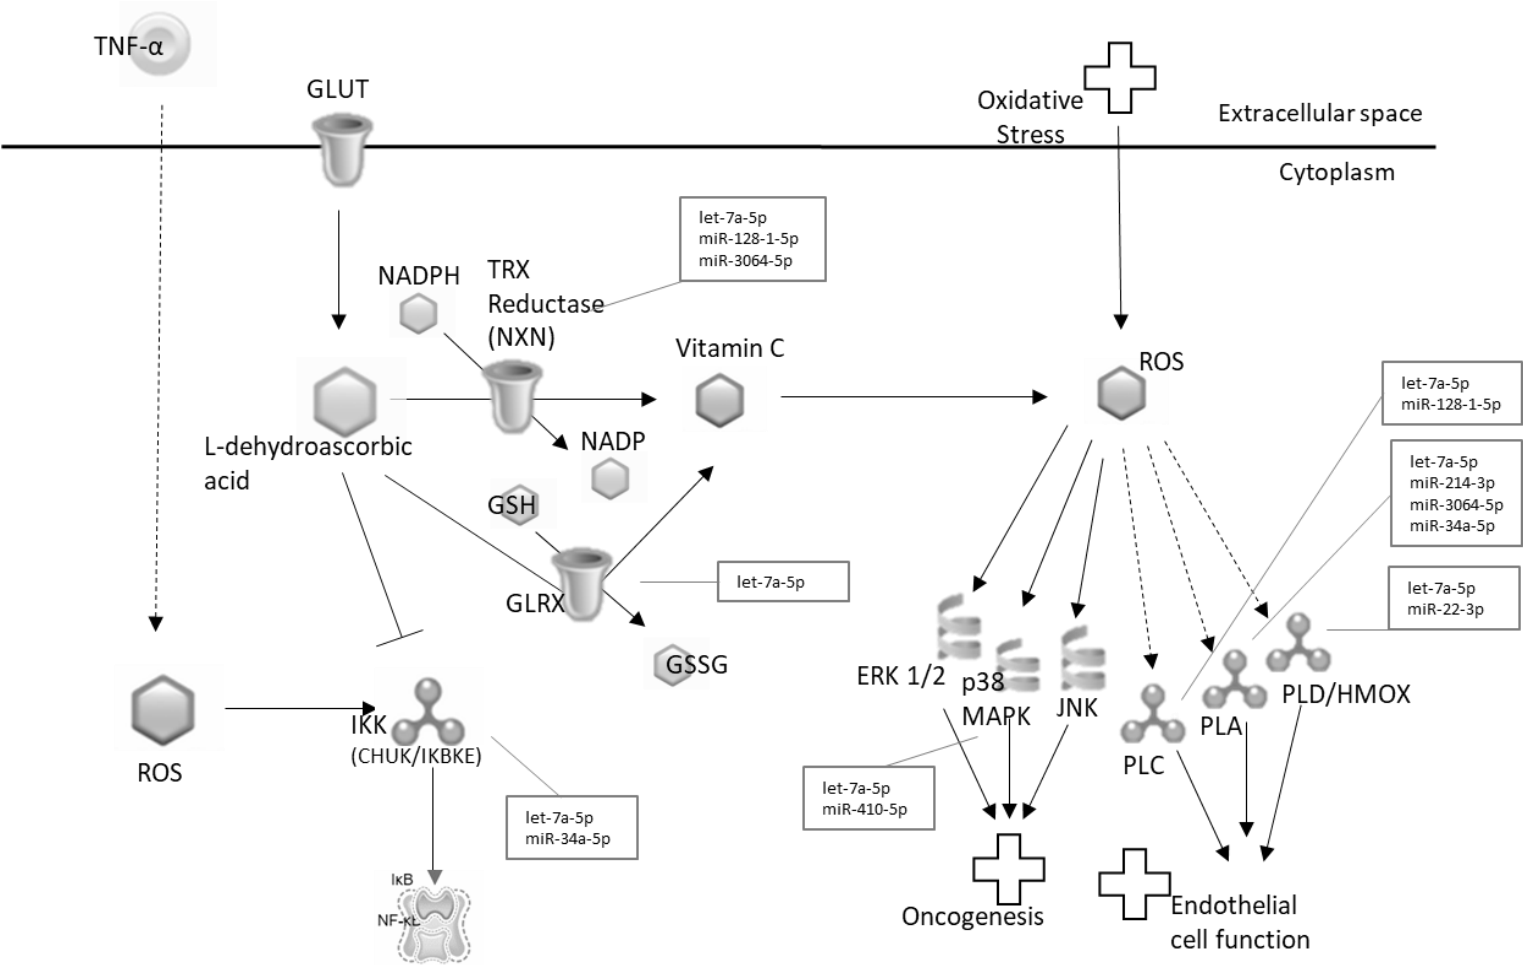 TNF-α
GLUT
Oxidative
Stress
Extracellular space
Cytoplasm
let-7a-5p
miR-128-1-5p
miR-3064-5p
NADPH
TRX
Reductase
(NXN)
Vitamin C
ROS
let-7a-5p
miR-128-1-5p
L-dehydroascorbic
acid
NADP
GSH
let-7a-5p
miR-214-3p
miR-3064-5p
miR-34a-5p
let-7a-5p
GLRX
let-7a-5p
miR-22-3p
GSSG
ERK 1/2
p38
MAPK
JNK
PLC
PLA
PLD/HMOX
ROS
IKK
(CHUK/IKBKE)
let-7a-5p
miR-34a-5p
let-7a-5p
miR-410-5p
IκB
Oncogenesis
Endothelial
cell function